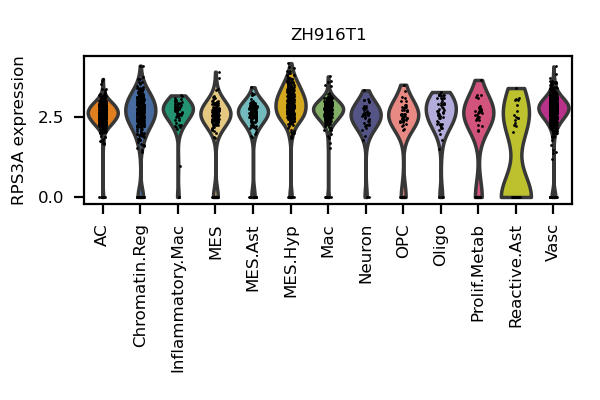 ZH916T1
RPS3A expression
2.5
0.0
AC
Chromatin.Reg
Inflammatory.Mac
MES
MES.Ast
MES.Hyp
Mac
Neuron
OPC
Oligo
Prolif.Metab
Reactive.Ast
Vasc